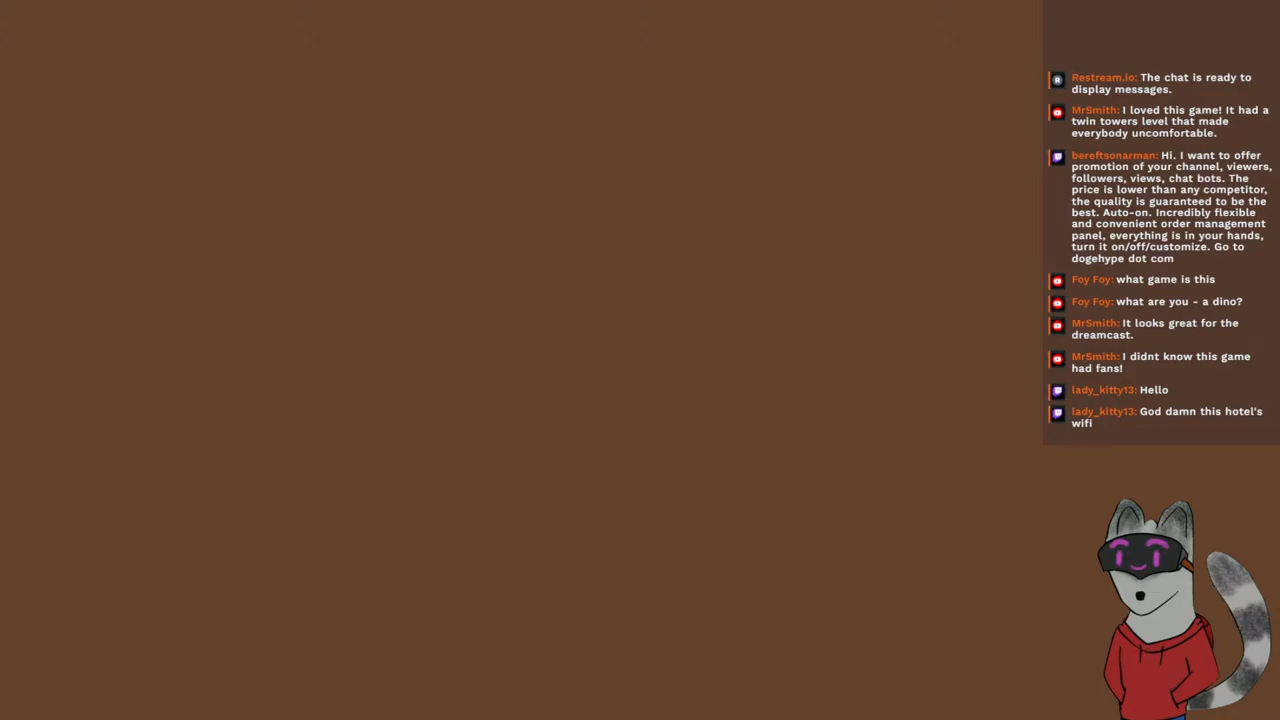 Restream.io: The chat is ready to
display messages.
MrSmith: I loved this game! It had a
twin towers level that made
everybody uncomfortable.
bereftsonarman: Hi. I want to offer
promotion of your channel, viewers,
followers, views, chat bots. The
price is lower than any competitor,
the quality is guaranteed to be the
best. Auto-on. Incredibly flexible
and convenient order management
panel, everything is in your hands,
turn it on/off/customize. Go to
dogehype dot com
Foy Foy: what game is this
Foy Foy: what are you - a dino?
MrSmith: It looks great for the
dreamcast.
MrSmith: I didnt know this game
had fans!
lady_kitty13: Hello
lady_kitty13: God damn this hotel's
wifi